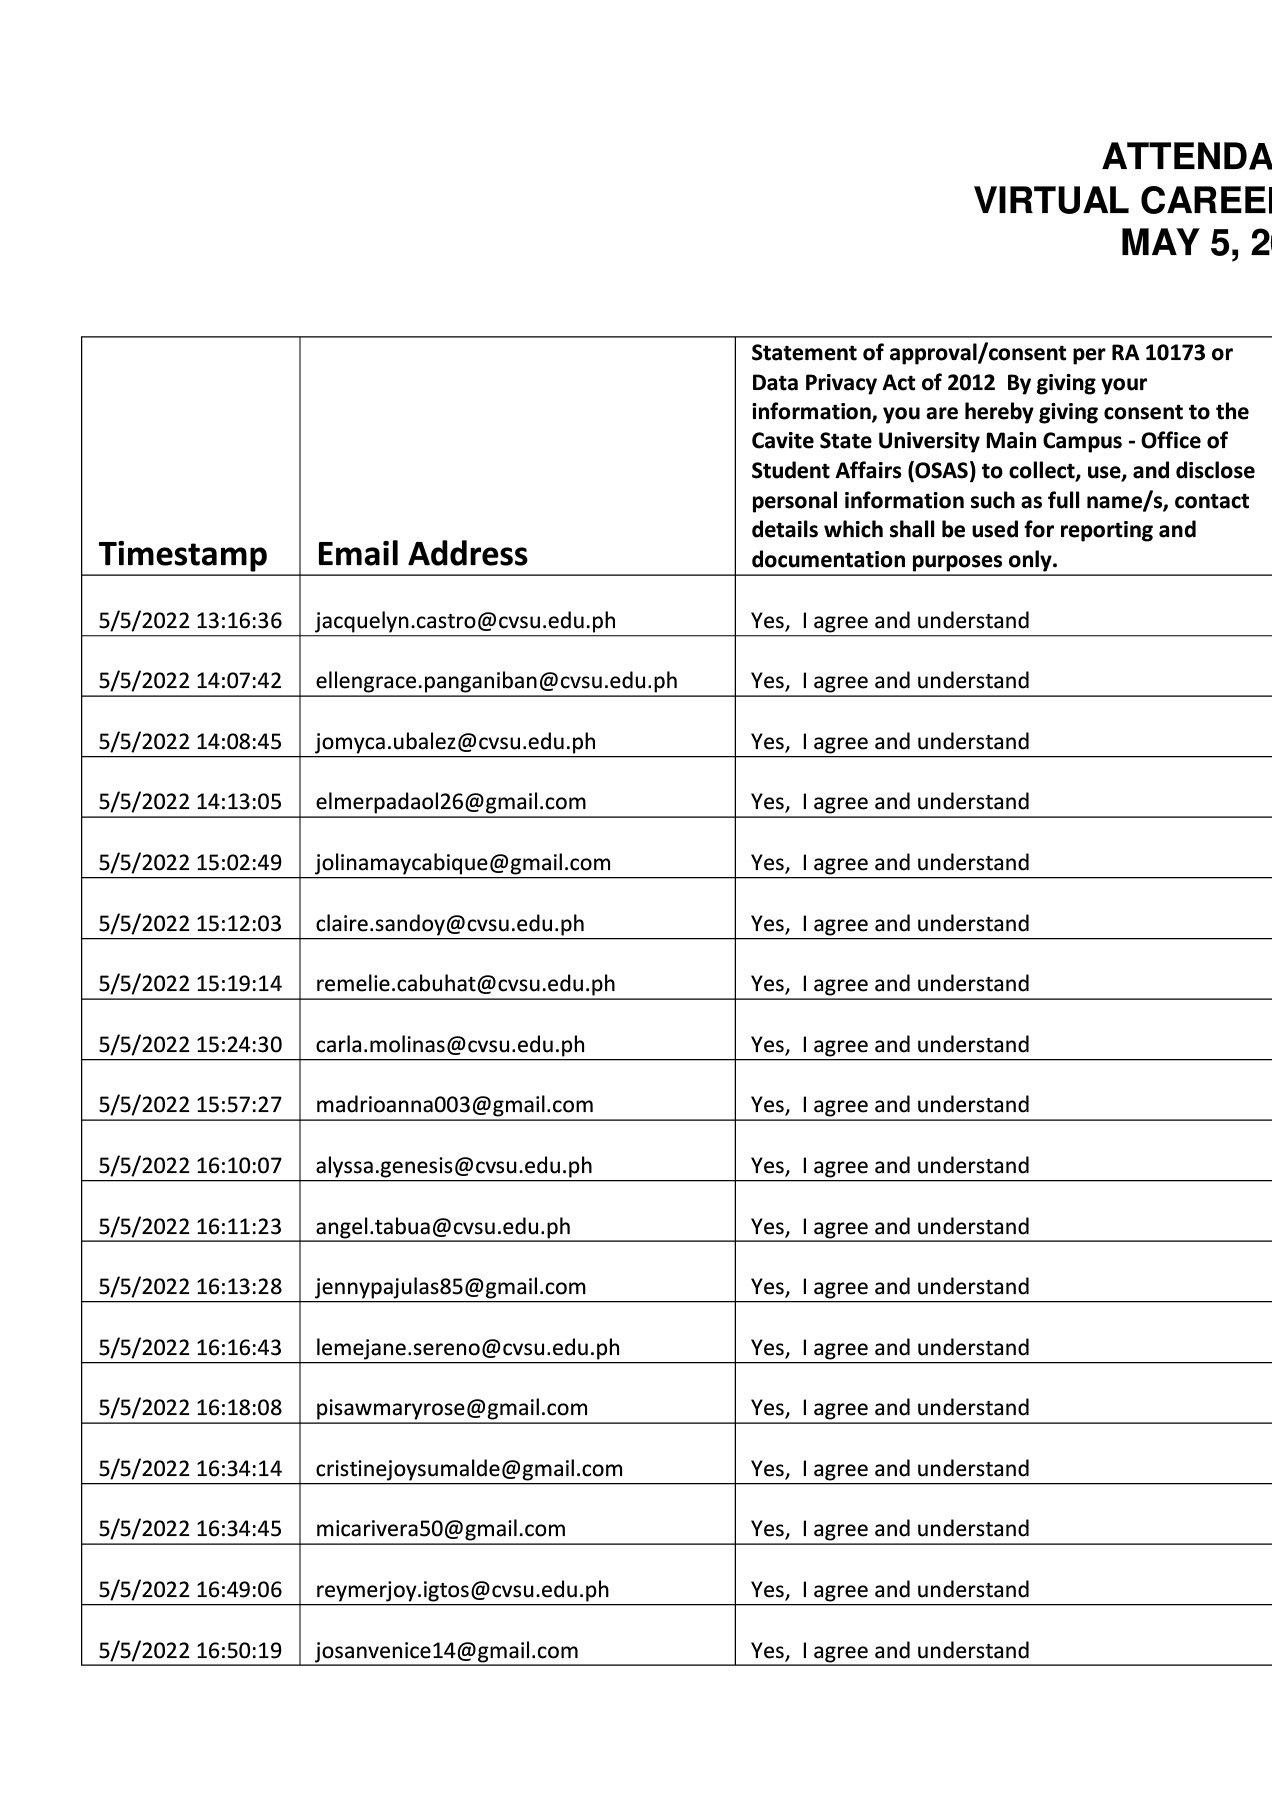 ATTENDA
VIRTUAL CAREE
MAY 5, 2
Statement of approval/consent per RA 10173 or
Data Privacy Act of 2012  By giving your
information, you are hereby giving consent to the
Cavite State University Main Campus - Office of
Student Affairs (OSAS) to collect, use, and disclose
personal information such as full name/s, contact
details which shall be used for reporting and
documentation purposes only.
Timestamp Email Address
5/5/2022 13:16:36 jacquelyn.castro@cvsu.edu.ph Yes,  I agree and understand
5/5/2022 14:07:42 ellengrace.panganiban@cvsu.edu.ph Yes,  I agree and understand
5/5/2022 14:08:45 jomyca.ubalez@cvsu.edu.ph Yes,  I agree and understand
5/5/2022 14:13:05 elmerpadaol26@gmail.com Yes,  I agree and understand
5/5/2022 15:02:49 jolinamaycabique@gmail.com Yes,  I agree and understand
5/5/2022 15:12:03 claire.sandoy@cvsu.edu.ph Yes,  I agree and understand
5/5/2022 15:19:14 remelie.cabuhat@cvsu.edu.ph Yes,  I agree and understand
5/5/2022 15:24:30 carla.molinas@cvsu.edu.ph Yes,  I agree and understand
5/5/2022 15:57:27 madrioanna003@gmail.com Yes,  I agree and understand
5/5/2022 16:10:07 alyssa.genesis@cvsu.edu.ph Yes,  I agree and understand
5/5/2022 16:11:23 angel.tabua@cvsu.edu.ph Yes,  I agree and understand
5/5/2022 16:13:28 jennypajulas85@gmail.com Yes,  I agree and understand
5/5/2022 16:16:43 lemejane.sereno@cvsu.edu.ph Yes,  I agree and understand
5/5/2022 16:18:08 pisawmaryrose@gmail.com Yes,  I agree and understand
5/5/2022 16:34:14 cristinejoysumalde@gmail.com Yes,  I agree and understand
5/5/2022 16:34:45 micarivera50@gmail.com Yes,  I agree and understand
5/5/2022 16:49:06 reymerjoy.igtos@cvsu.edu.ph Yes,  I agree and understand
5/5/2022 16:50:19 josanvenice14@gmail.com Yes,  I agree and understand